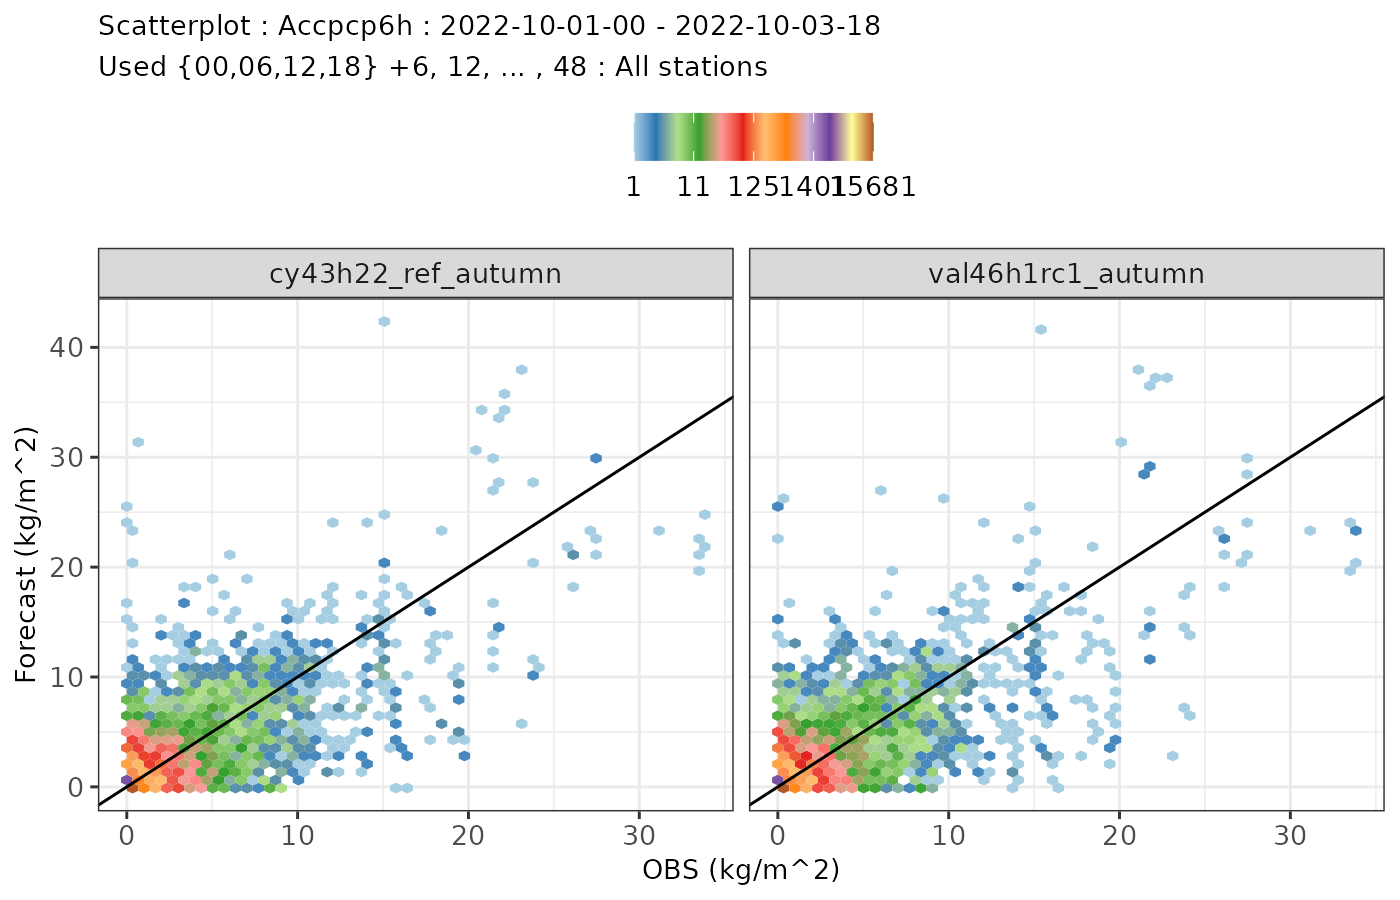 Scatterplot : Accpcp6h : 2022-10-01-00 - 2022-10-03-18
Used {00,06,12,18} +6, 12, ... , 48 : All stations
1 11 125 1401 15681
cy43h22_ref_autumn val46h1rc1_autumn
Forecast (kg/m^2)
40
30
20
10
0
0 10 20 30 0 10 20 30
OBS (kg/m^2)